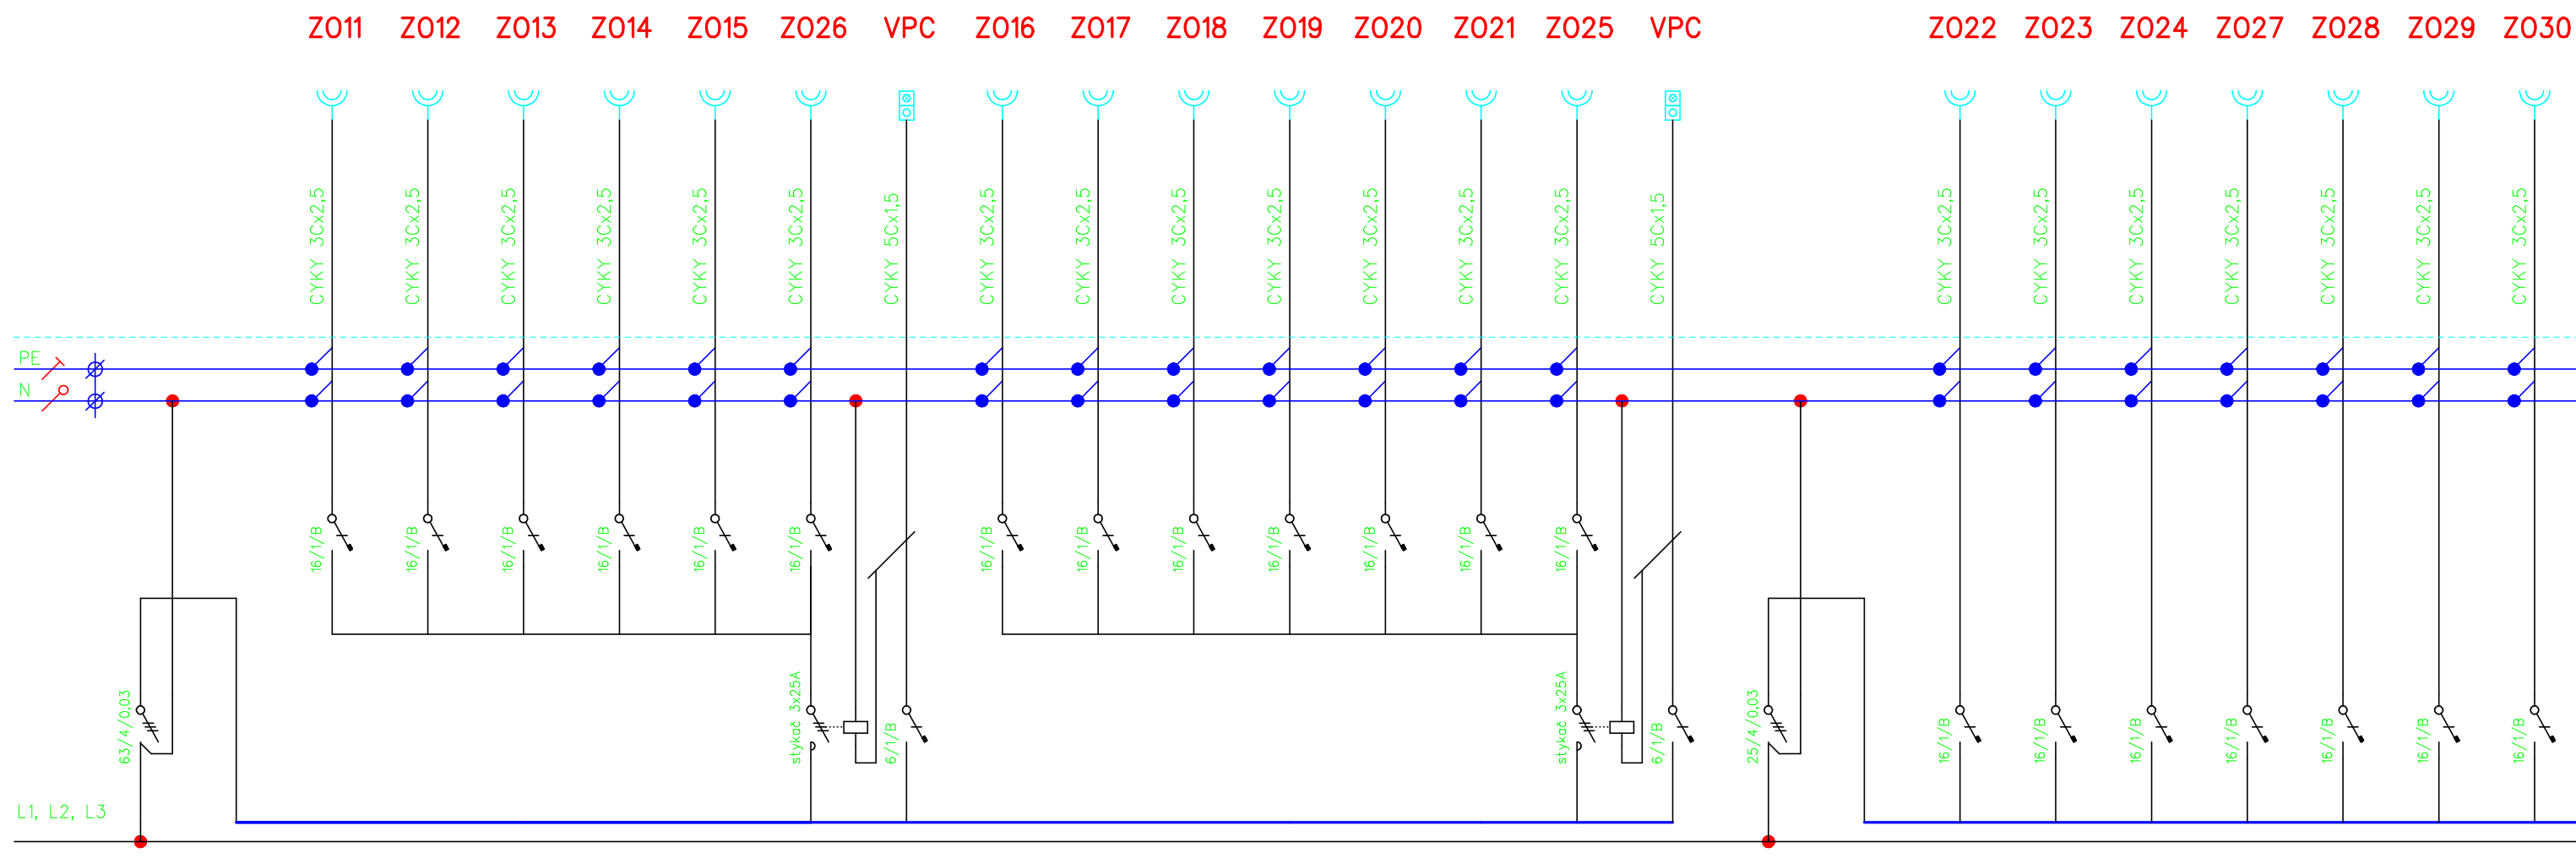 ZO11 ZO12 ZO13 ZO14 ZO15 ZO26 VPC ZO16 ZO17 ZO18 ZO19 ZO20 ZO21 ZO25 VPC ZO22 ZO23 ZO24 ZO27 ZO28 ZO29 ZO30
CYKY 3Cx2,5
CYKY 3Cx2,5
CYKY 3Cx2,5
CYKY 3Cx2,5
CYKY 3Cx2,5
CYKY 3Cx2,5
CYKY 5Cx1,5
CYKY 3Cx2,5
CYKY 3Cx2,5
CYKY 3Cx2,5
CYKY 3Cx2,5
CYKY 3Cx2,5
CYKY 3Cx2,5
CYKY 3Cx2,5
CYKY 5Cx1,5
CYKY 3Cx2,5
CYKY 3Cx2,5
CYKY 3Cx2,5
CYKY 3Cx2,5
CYKY 3Cx2,5
CYKY 3Cx2,5
CYKY 3Cx2,5
PE
N
16/1/B
16/1/B
16/1/B
16/1/B
16/1/B
16/1/B
16/1/B
16/1/B
16/1/B
16/1/B
16/1/B
16/1/B
16/1/B
63/4/0,03
stykač 3x25A
6/1/B
stykač 3x25A
6/1/B
25/4/0,03
16/1/B
16/1/B
16/1/B
16/1/B
16/1/B
16/1/B
16/1/B
L1, L2, L3